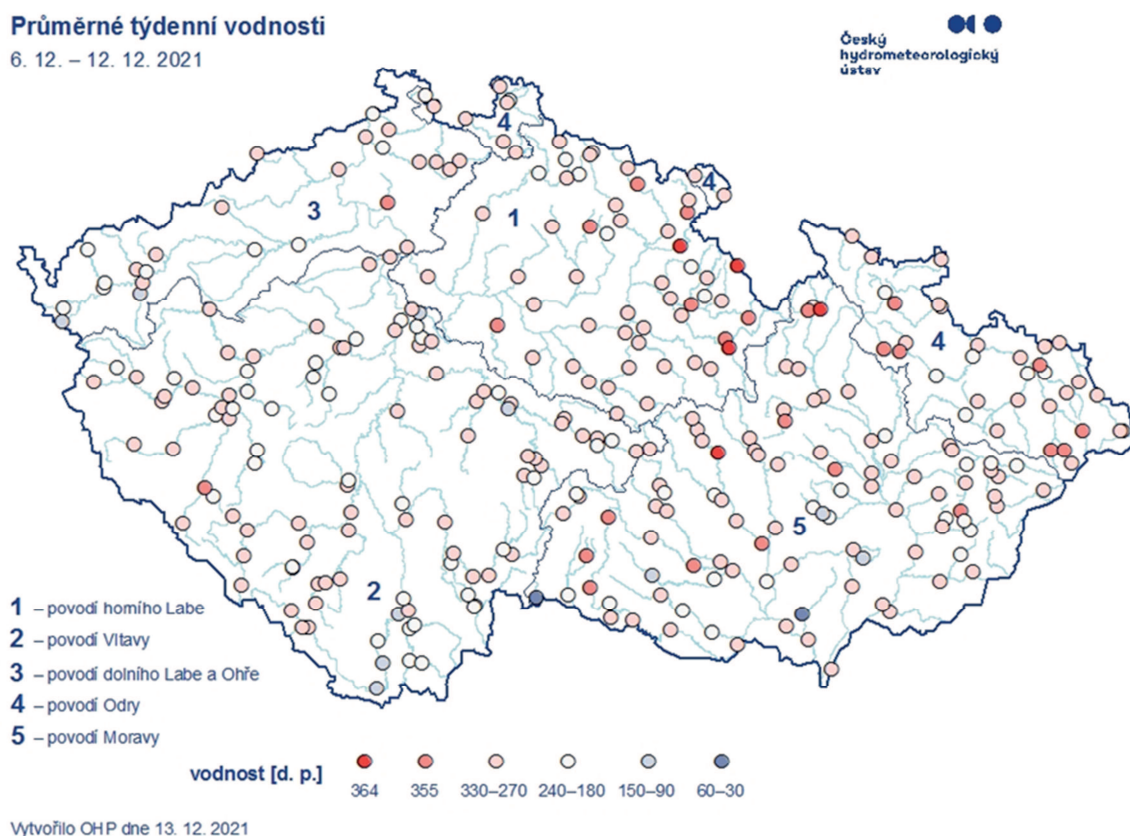 Průměrné týdenní vodnosti
6. 12. – 12. 12. 2021
Český
hydrometeorologický
ústav
4
4
3
1
4
5
2
1 – povodí horního Labe
2 – povodí Vltavy
3 – povodí dolního Labe a Ohře
4 – povodí Odry
5 – povodí Moravy
vodnost [d. p.]
364 355 330–270 240–180 150–90 60–30
Vytvořilo OHP dne 13. 12. 2021